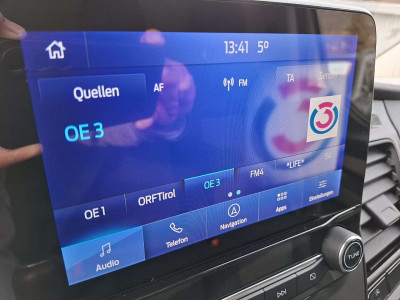 13:41 5°
Quellen AF FM TA
OE 3
OE 1 ORFTirol OE 3 FM4 *LIFE*
Audio Telefon Navigation Apps Einstellungen
TUNE